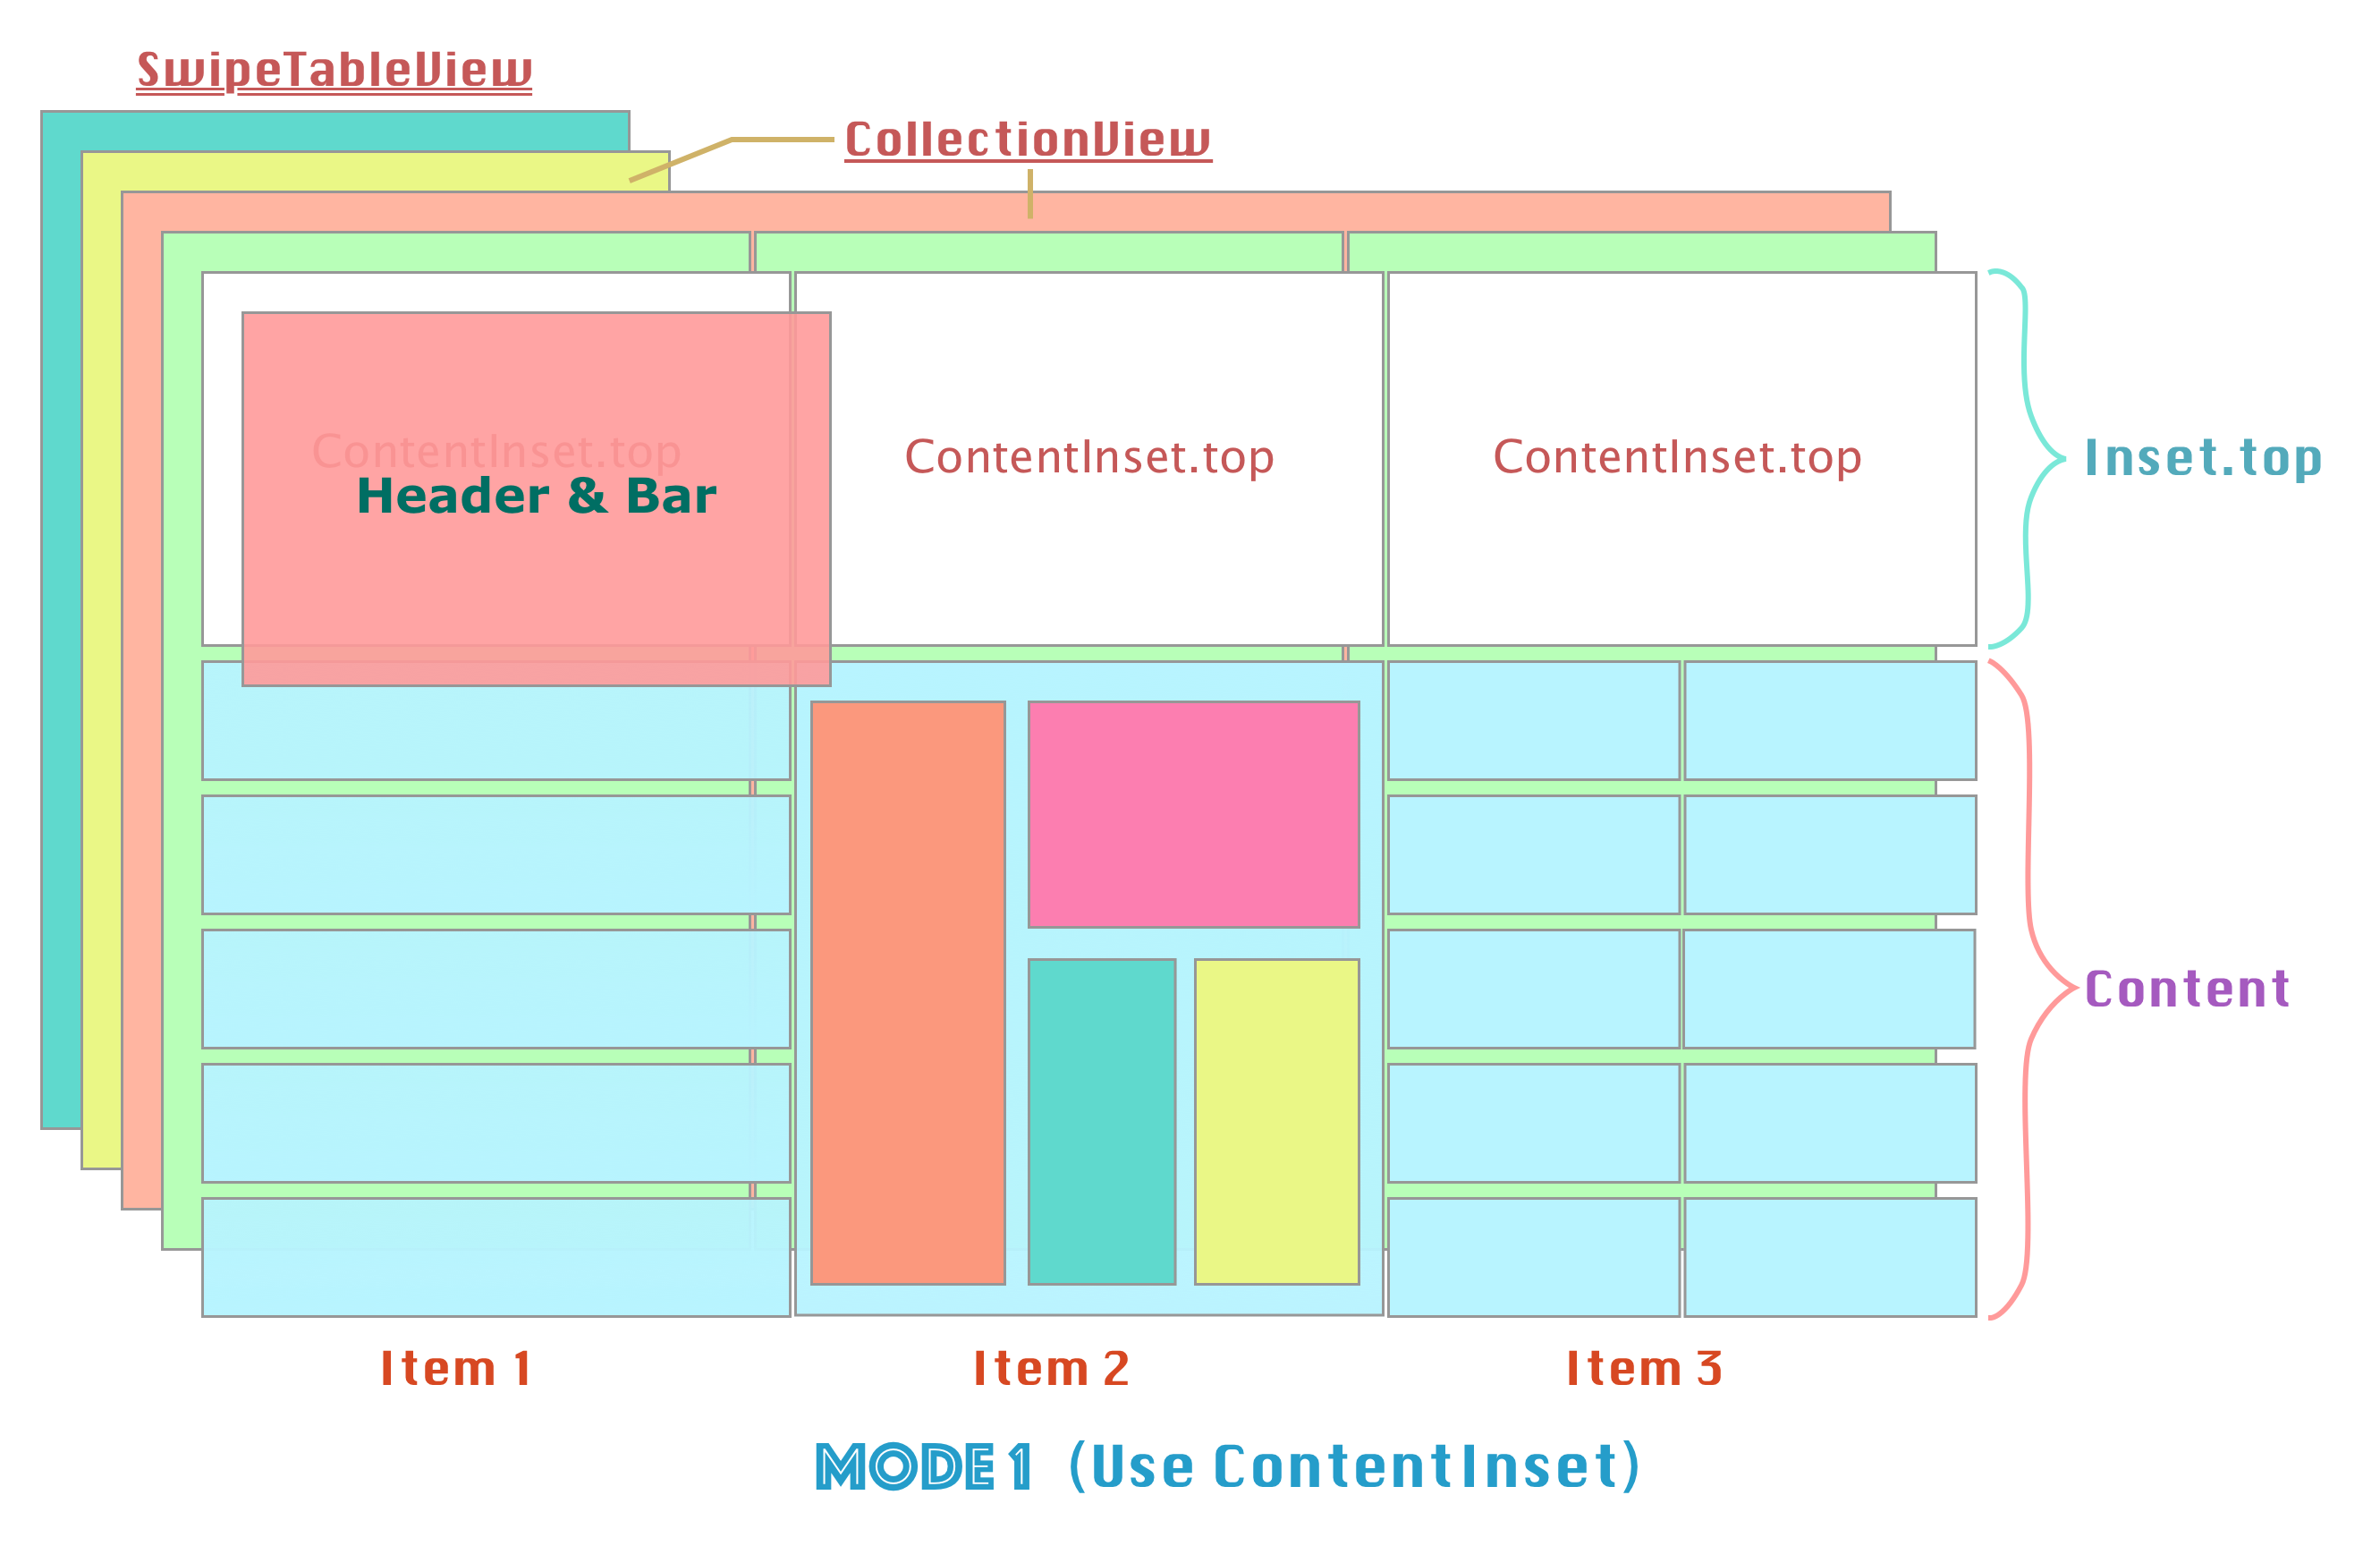 SwipeTableView
CollectionView
ContentInset.top
ContentInset.top
ContentInset.top
Header & Bar
Inset.top
Content
Item 1
Item 2
Item 3
MODE 1 (Use ContentInset)